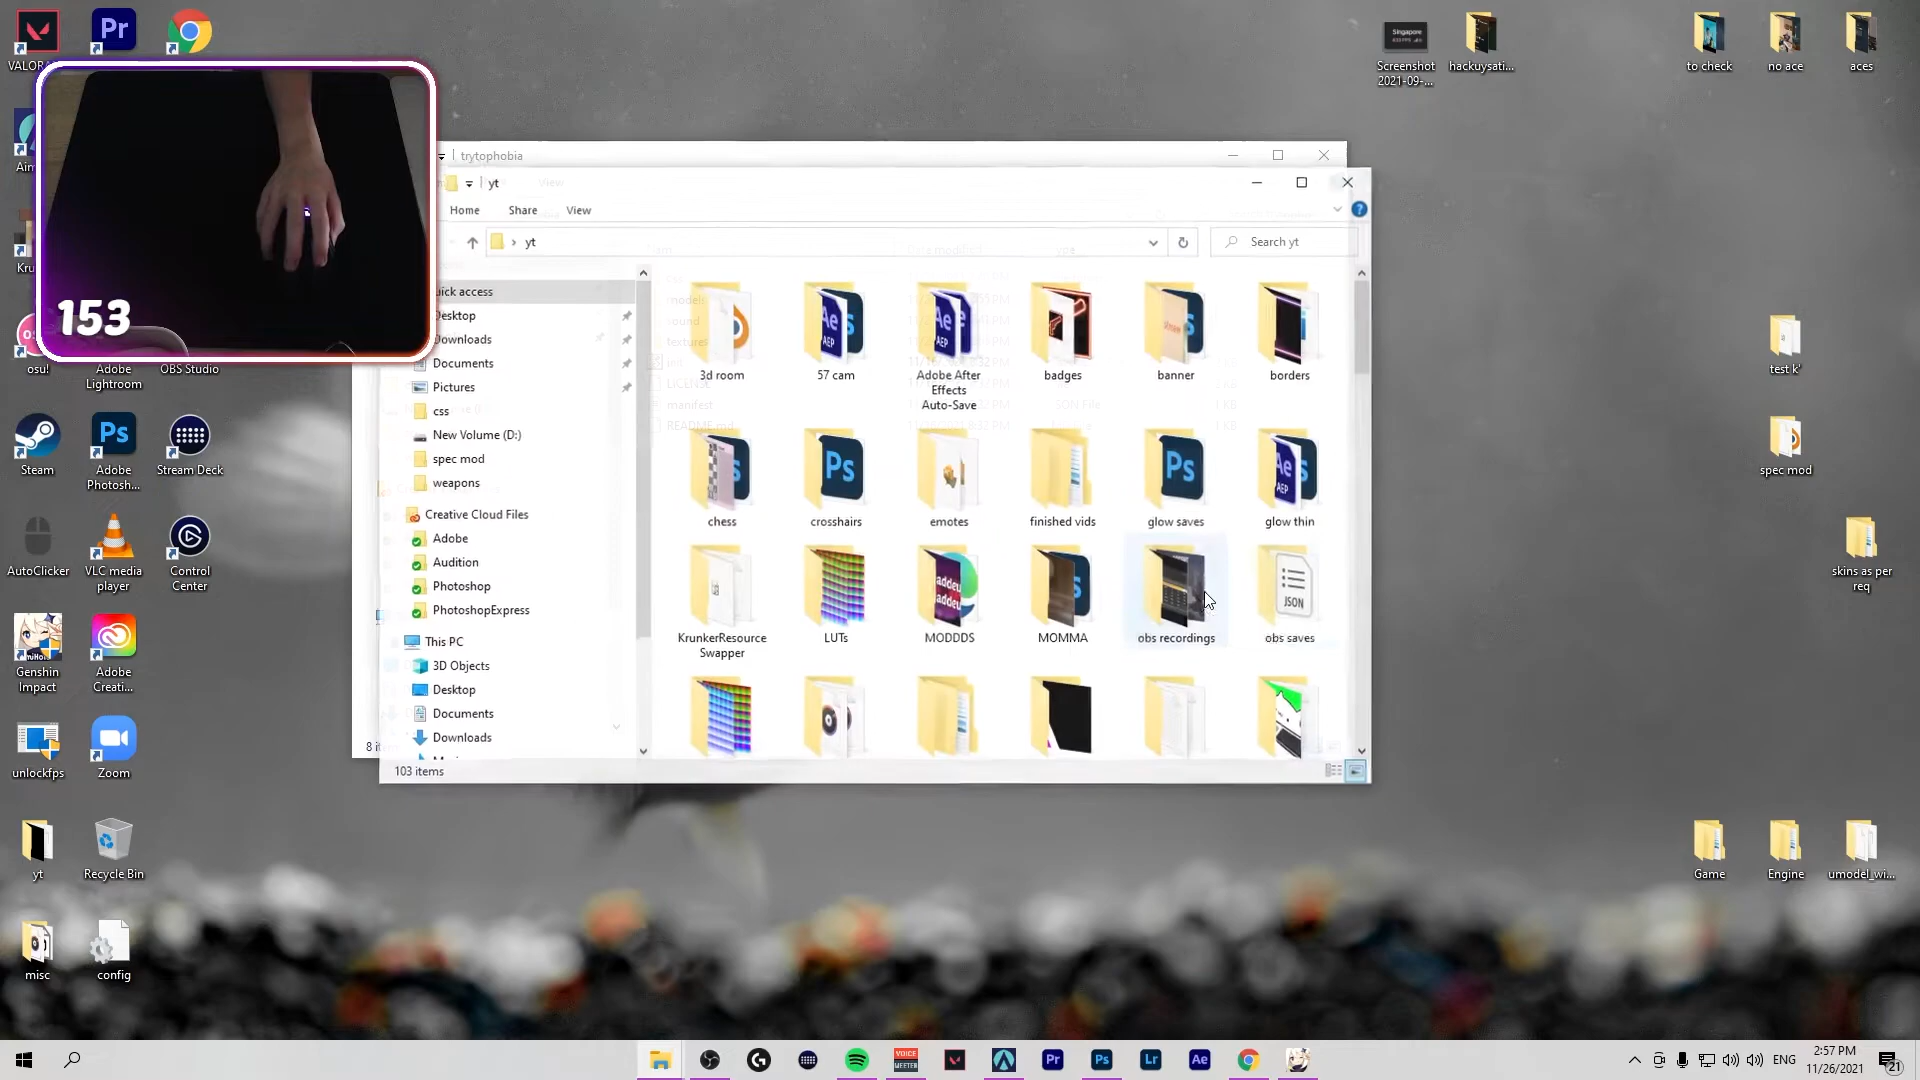 VALORA
Screenshot
2021-09-...
hackuysati...
to check
no ace
aces
153
trytophobia
yt
Home
Share
View
yt
Search yt
Quick access
Desktop
Downloads
Documents
Pictures
css
New Volume (D:)
spec mod
weapons
Creative Cloud Files
Adobe
Audition
Photoshop
PhotoshopExpress
This PC
3D Objects
Desktop
Documents
Downloads
3d room
57 cam
Adobe After
Effects
Auto-Save
badges
banner
borders
chess
crosshairs
emotes
finished vids
glow saves
glow thin
KrunkerResource
Swapper
LUTs
MODDDS
MOMMA
obs recordings
obs saves
103 items
osu!
Adobe
Lightroom
OBS Studio
Steam
Adobe
Photosh...
Stream Deck
AutoClicker
VLC media
player
Control
Center
Genshin
Impact
Adobe
Creati...
unlockfps
Zoom
yt
Recycle Bin
misc
config
test k'
spec mod
skins as per
req
Game
Engine
umodel_wi...
ENG
2:57 PM
11/26/2021
21